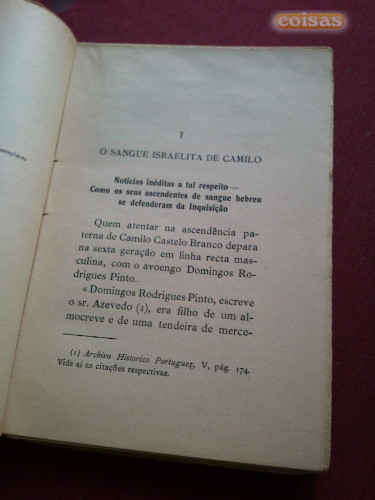 coisas
I
O SANGUE ISRAELITA DE CAMILO
Notícias inéditas a tal respeito —
Como os seus ascendentes de sangue hebreu
se defenderam da Inquisição
Quem atentar na ascendência pa-
terna de Camilo Castelo Branco depara
na sexta geração em linha recta mas-
culina, com o avoengo Domingos Ro-
drigues Pinto.
« Domingos Rodrigues Pinto, escreve
o sr. Azevedo (1), era filho de um al-
mocreve e de uma tendeira de merce-
(1) Archivo Historico Portuguez, V, pág. 174.
Vide aí as citações respectivas.